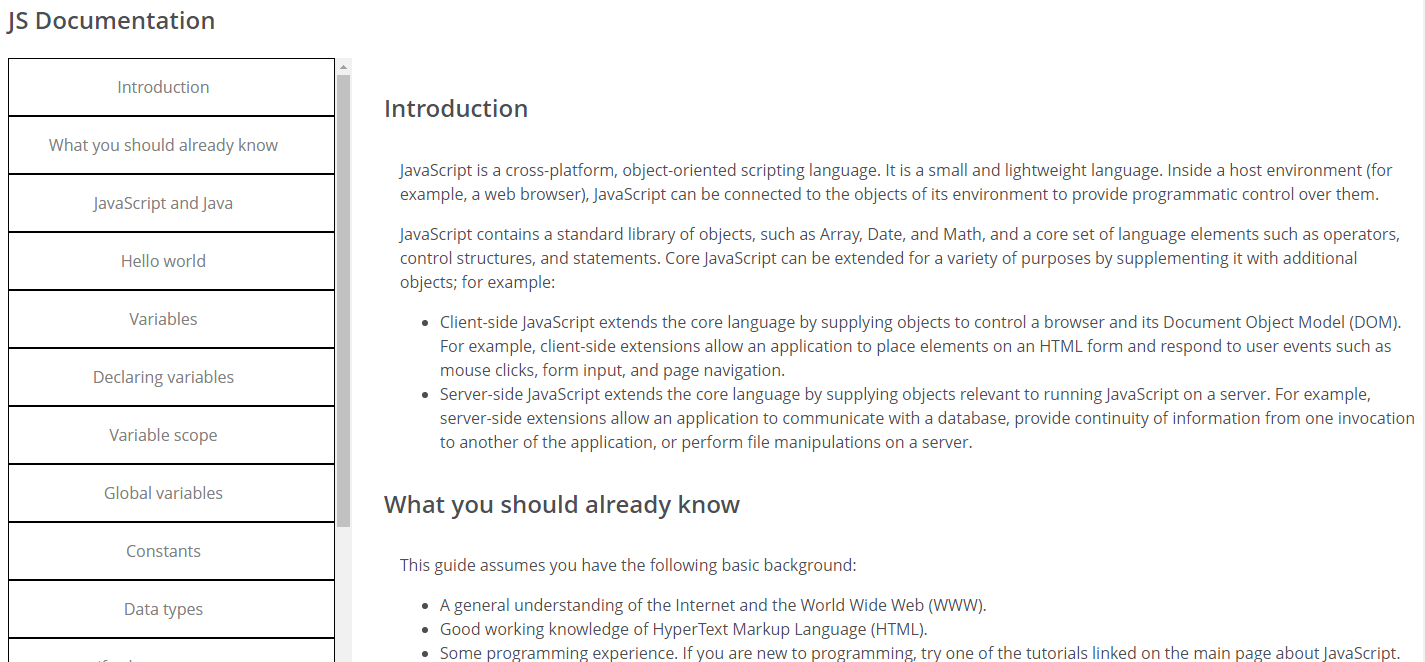 JS Documentation
Introduction
What you should already know
JavaScript and Java
Hello world
Variables
Declaring variables
Variable scope
Global variables
Constants
Data types
Introduction
JavaScript is a cross-platform, object-oriented scripting language. It is a small and lightweight language. Inside a host environment (for
example, a web browser), JavaScript can be connected to the objects of its environment to provide programmatic control over them.
JavaScript contains a standard library of objects, such as Array, Date, and Math, and a core set of language elements such as operators,
control structures, and statements. Core JavaScript can be extended for a variety of purposes by supplementing it with additional
objects; for example:
• Client-side JavaScript extends the core language by supplying objects to control a browser and its Document Object Model (DOM).
For example, client-side extensions allow an application to place elements on an HTML form and respond to user events such as
mouse clicks, form input, and page navigation.
• Server-side JavaScript extends the core language by supplying objects relevant to running JavaScript on a server. For example,
server-side extensions allow an application to communicate with a database, provide continuity of information from one invocation
to another of the application, or perform file manipulations on a server.
What you should already know
This guide assumes you have the following basic background:
• A general understanding of the Internet and the World Wide Web (WWW).
• Good working knowledge of HyperText Markup Language (HTML).
• Some programming experience. If you are new to programming, try one of the tutorials linked on the main page about JavaScript.